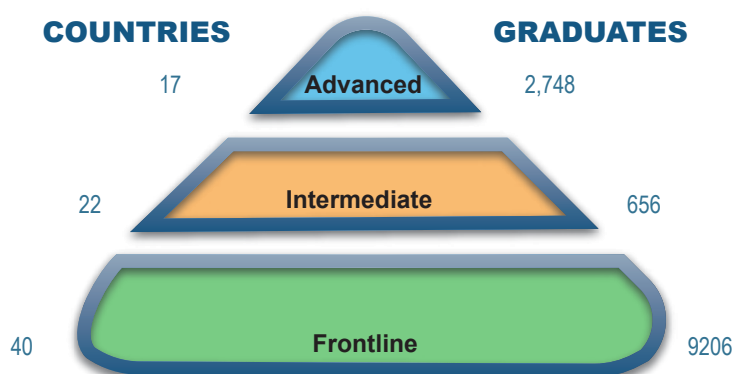 COUNTRIES GRADUATES
17 Advanced 2,748
22 Intermediate 656
40 Frontline 9206